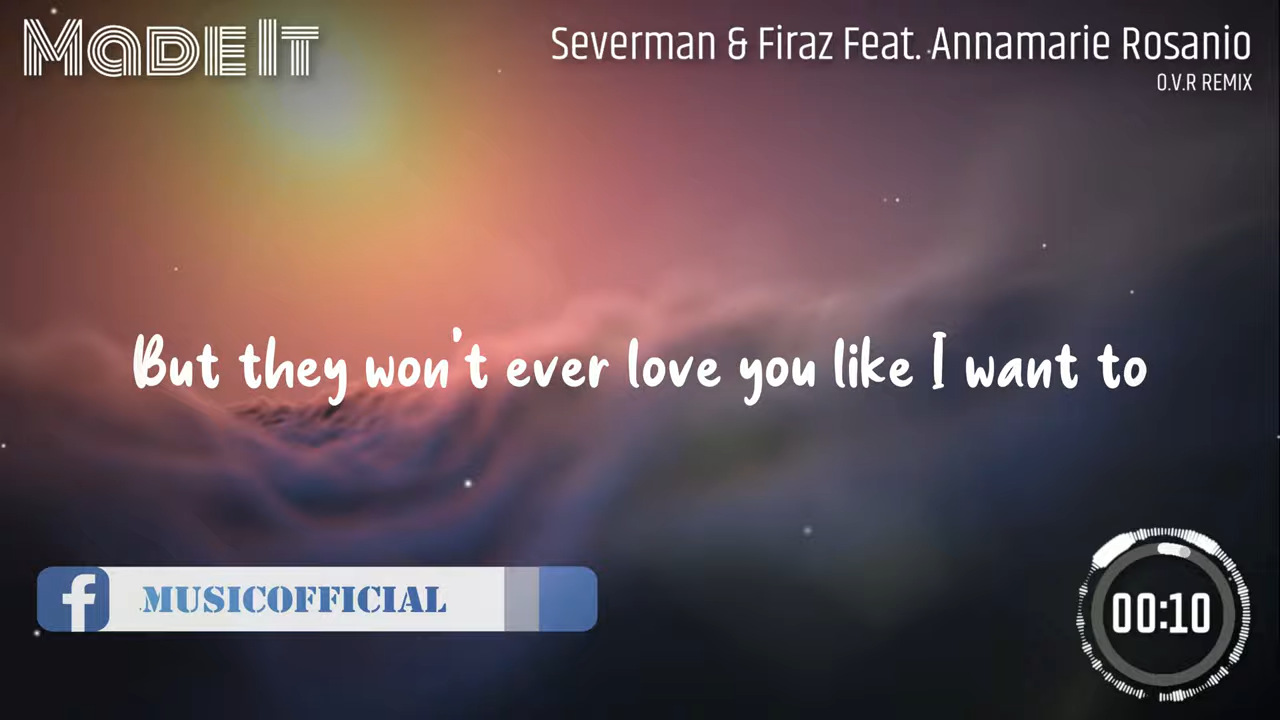 Made It
Severman & Firaz Feat. Annamarie Rosanio
O.V.R REMIX
But they won't ever love you like I want to
f MUSICOFFICIAL
00:10